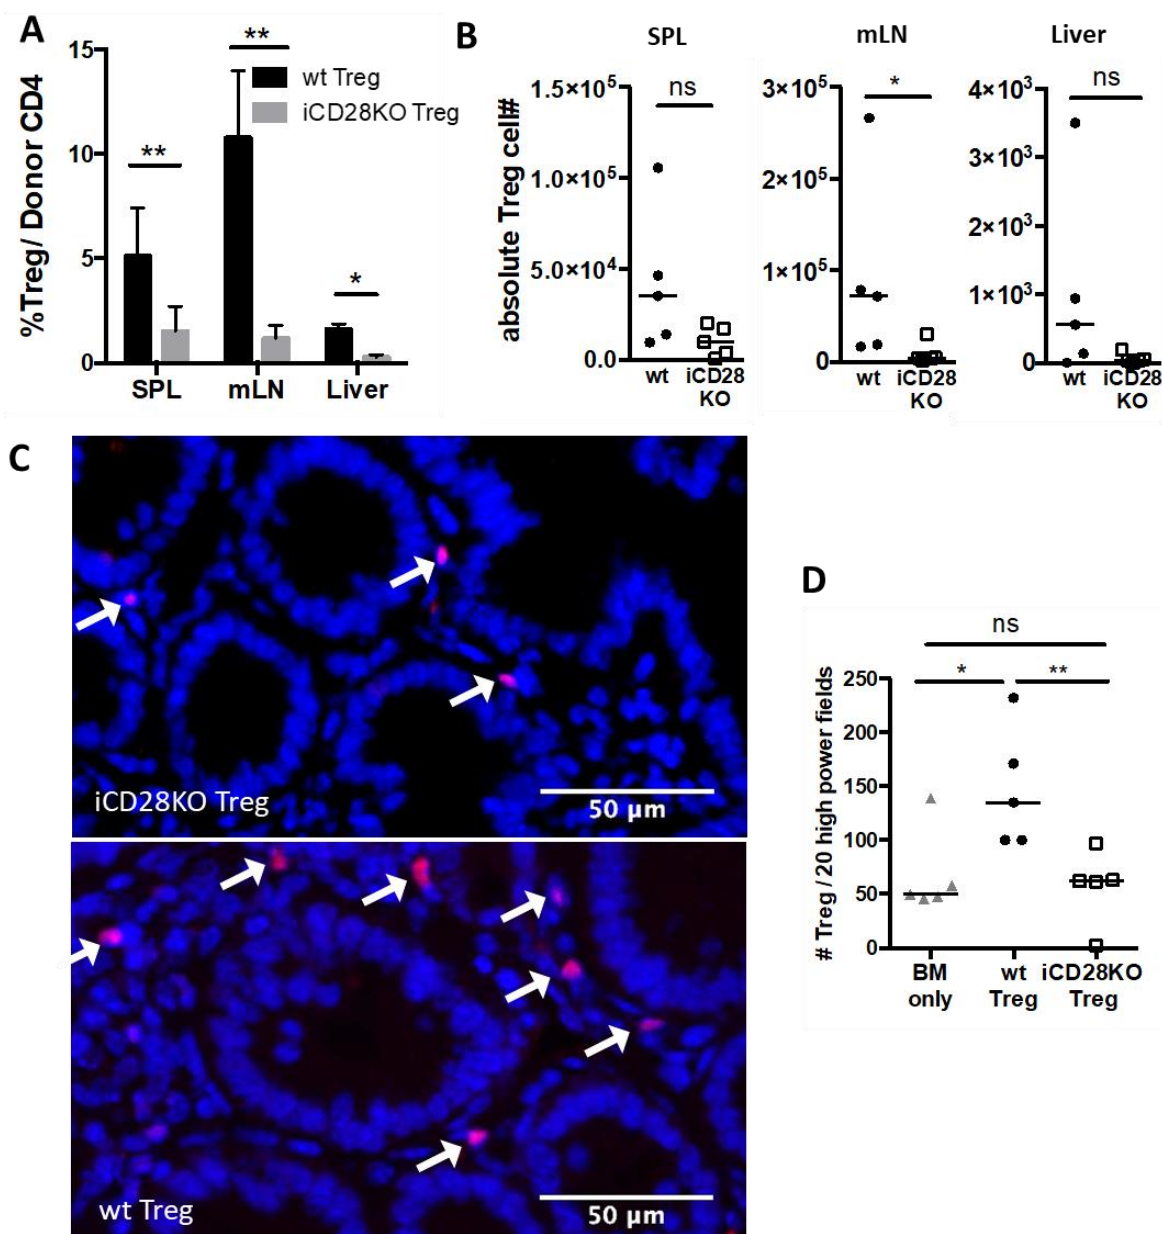 A
%Treg/ Donor CD4
15
10
5
0
**
**
*
wt Treg
iCD28KO Treg
SPL
mLN
Liver
B
absolute Treg cell#
SPL
1.5×10⁵
1.0×10⁵
5.0×10⁴
0.0
ns
wt
iCD28
KO
mLN
3×10⁵
2×10⁵
1×10⁵
0
*
wt
iCD28
KO
Liver
4×10³
3×10³
2×10³
1×10³
0
ns
wt
iCD28
KO
C
iCD28KO Treg
50 µm
wt Treg
50 µm
D
# Treg / 20 high power fields
ns
*
**
250
200
150
100
50
0
BM
only
wt
Treg
iCD28KO
Treg